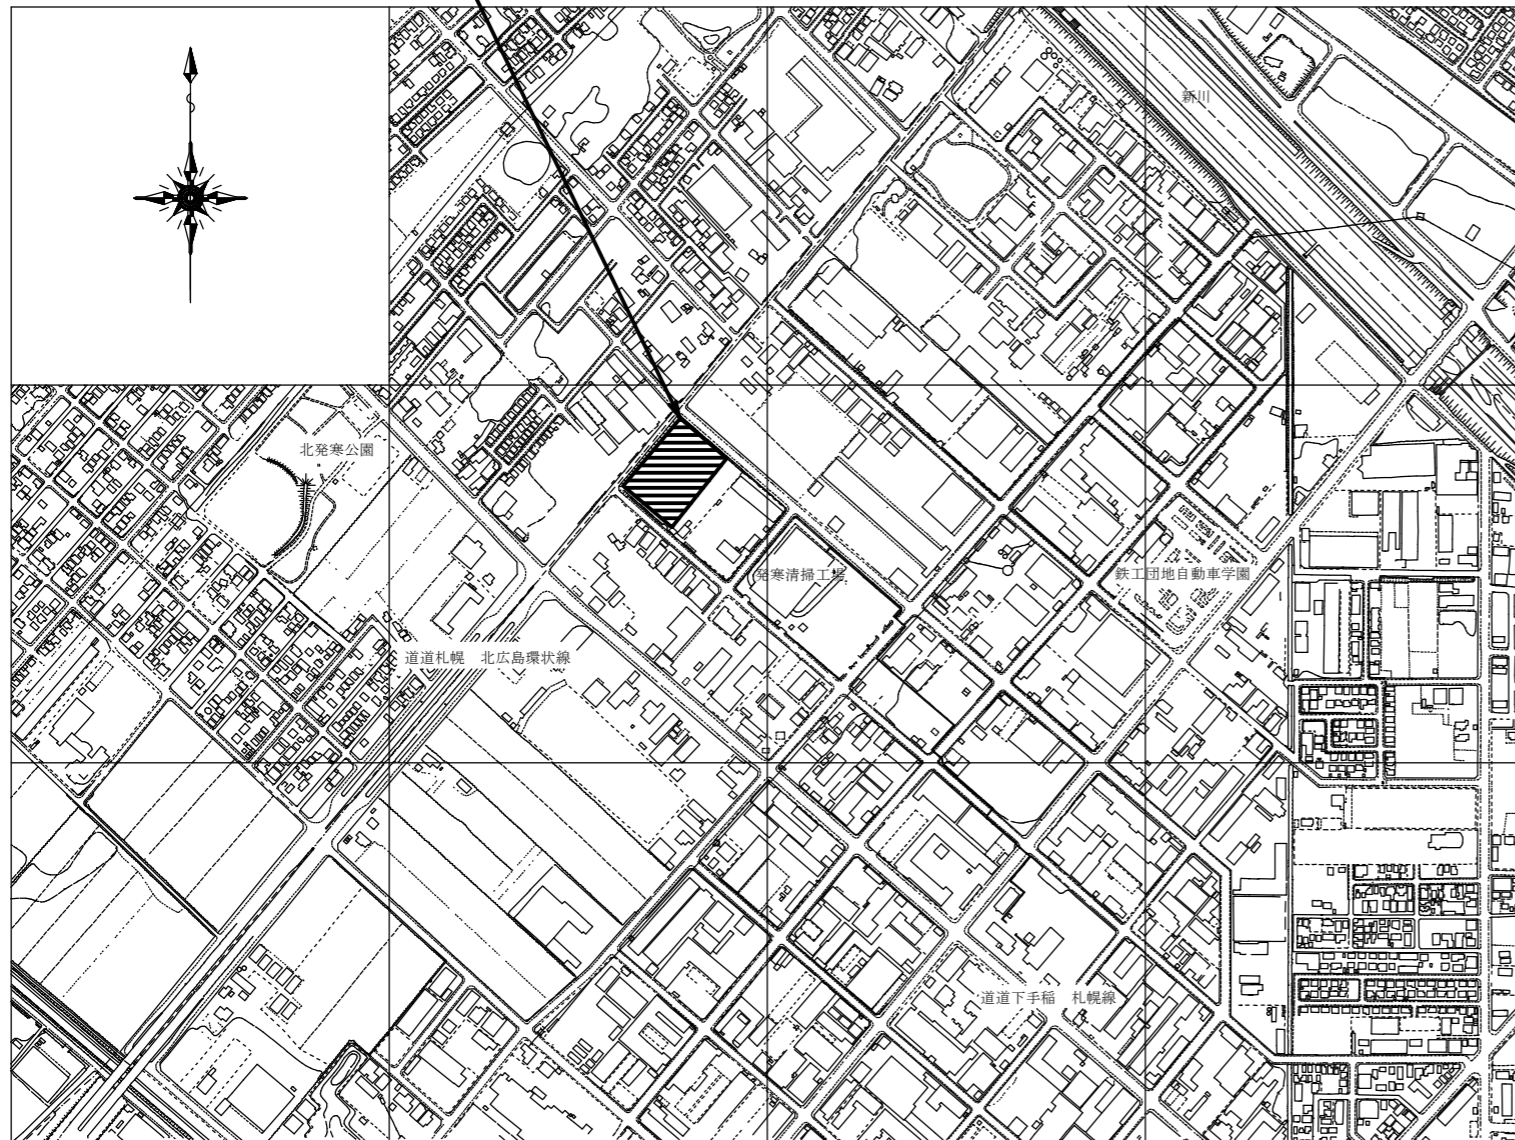 新川
北発寒公園
発寒清掃工場
鉄工団地自動車学園
道道札幌　北広島環状線
道道下手稲　札幌線